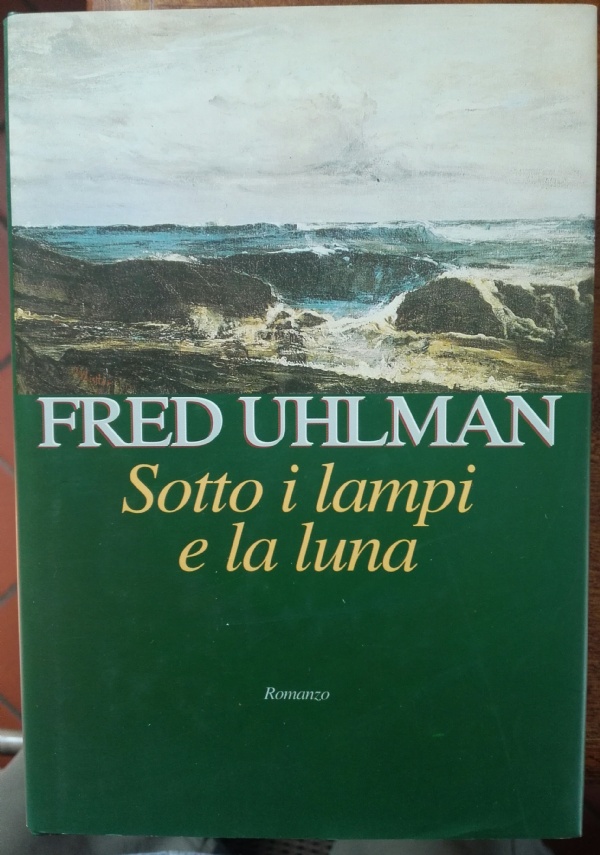 FRED UHLMAN
Sotto i lampi
e la luna
Romanzo